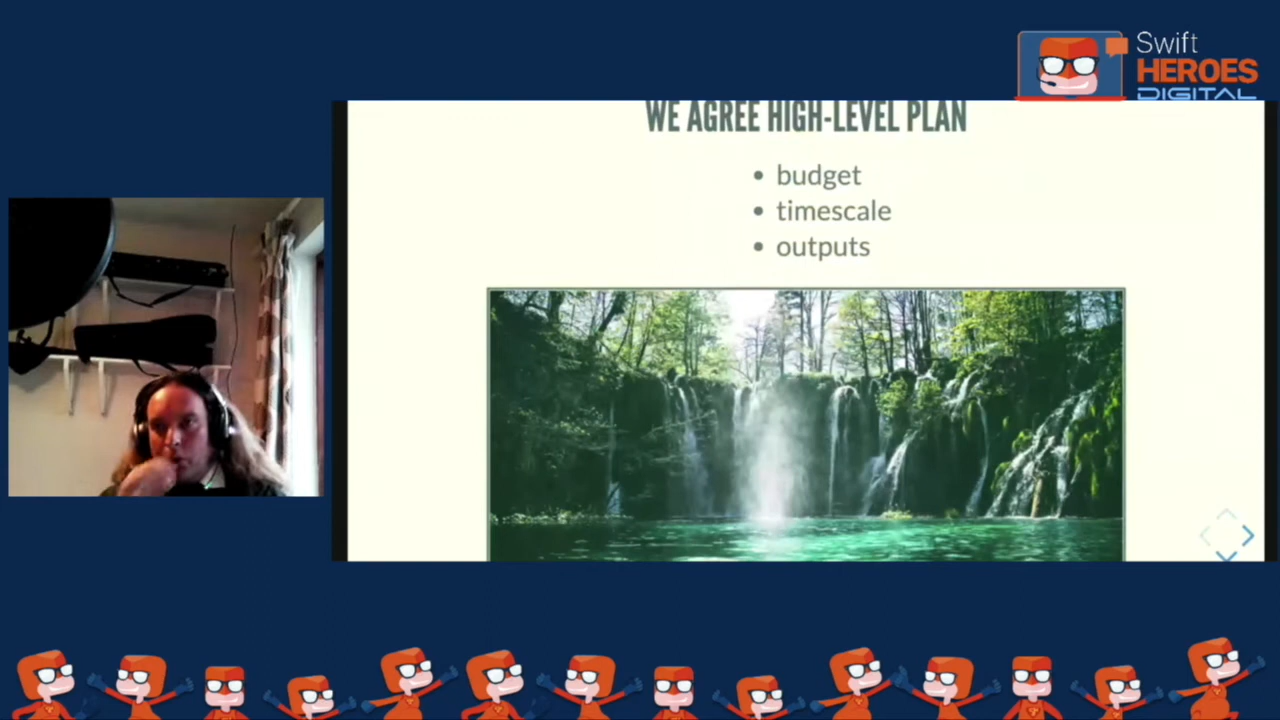 Swift
HEROES
DIGITAL
WE AGREE HIGH-LEVEL PLAN
budget
timescale
outputs